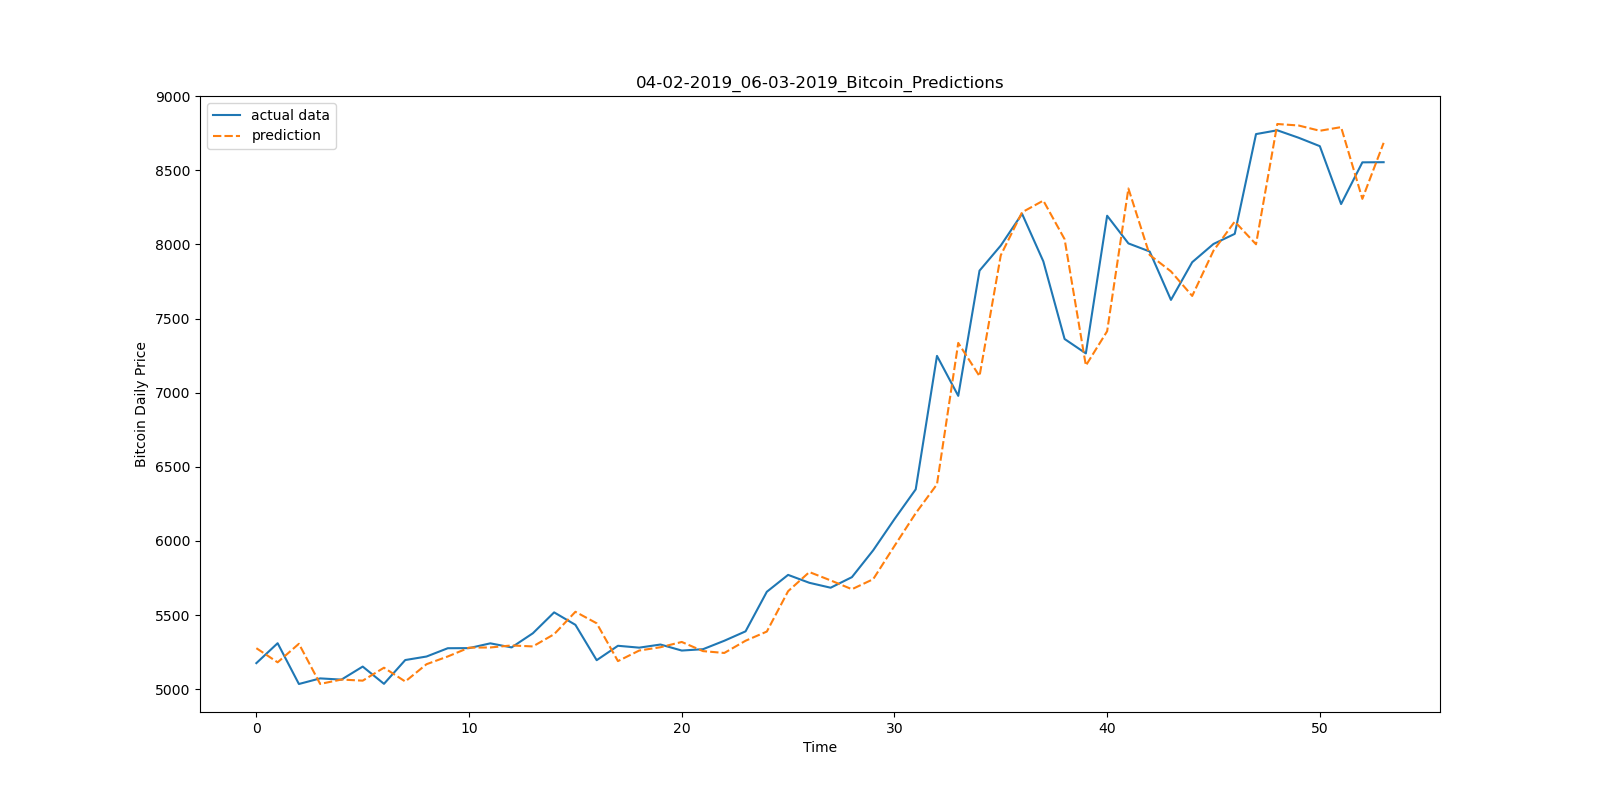 04-02-2019_06-03-2019_Bitcoin_Predictions
actual data
prediction
Bitcoin Daily Price
9000
8500
8000
7500
7000
6500
6000
5500
5000
0 10 20 30 40 50
Time